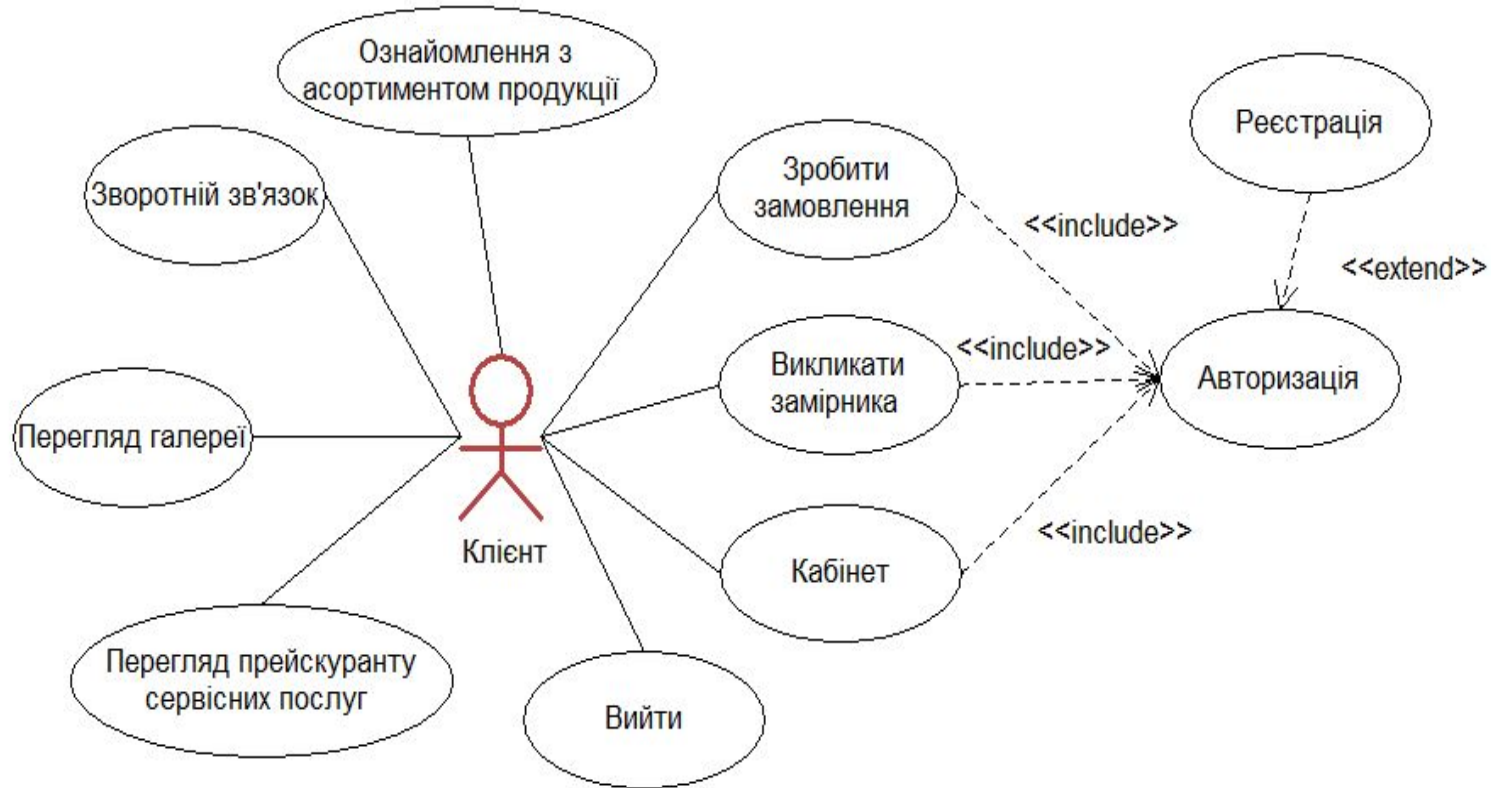 Ознайомлення з
асортиментом продукції
Реєстрація
Зворотній зв'язок
Зробити
замовлення
<<include>>
<<extend>>
Викликати
замірника
<<include>>
Авторизація
Перегляд галереї
<<include>>
Клієнт
Кабінет
Перегляд прейскуранту
сервісних послуг
Вийти